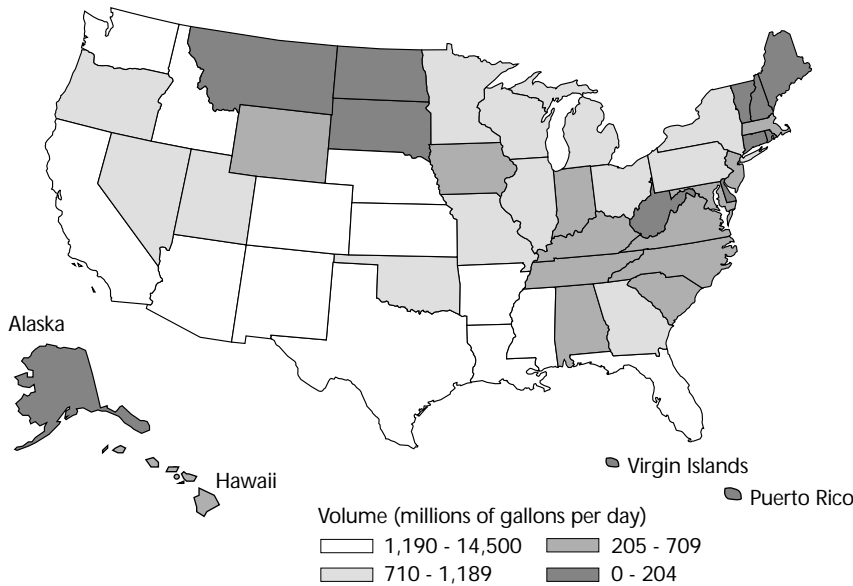 Alaska
Hawaii
Virgin Islands
Puerto Rico
Volume (millions of gallons per day)
1,190 - 14,500 205 - 709
710 - 1,189 0 - 204